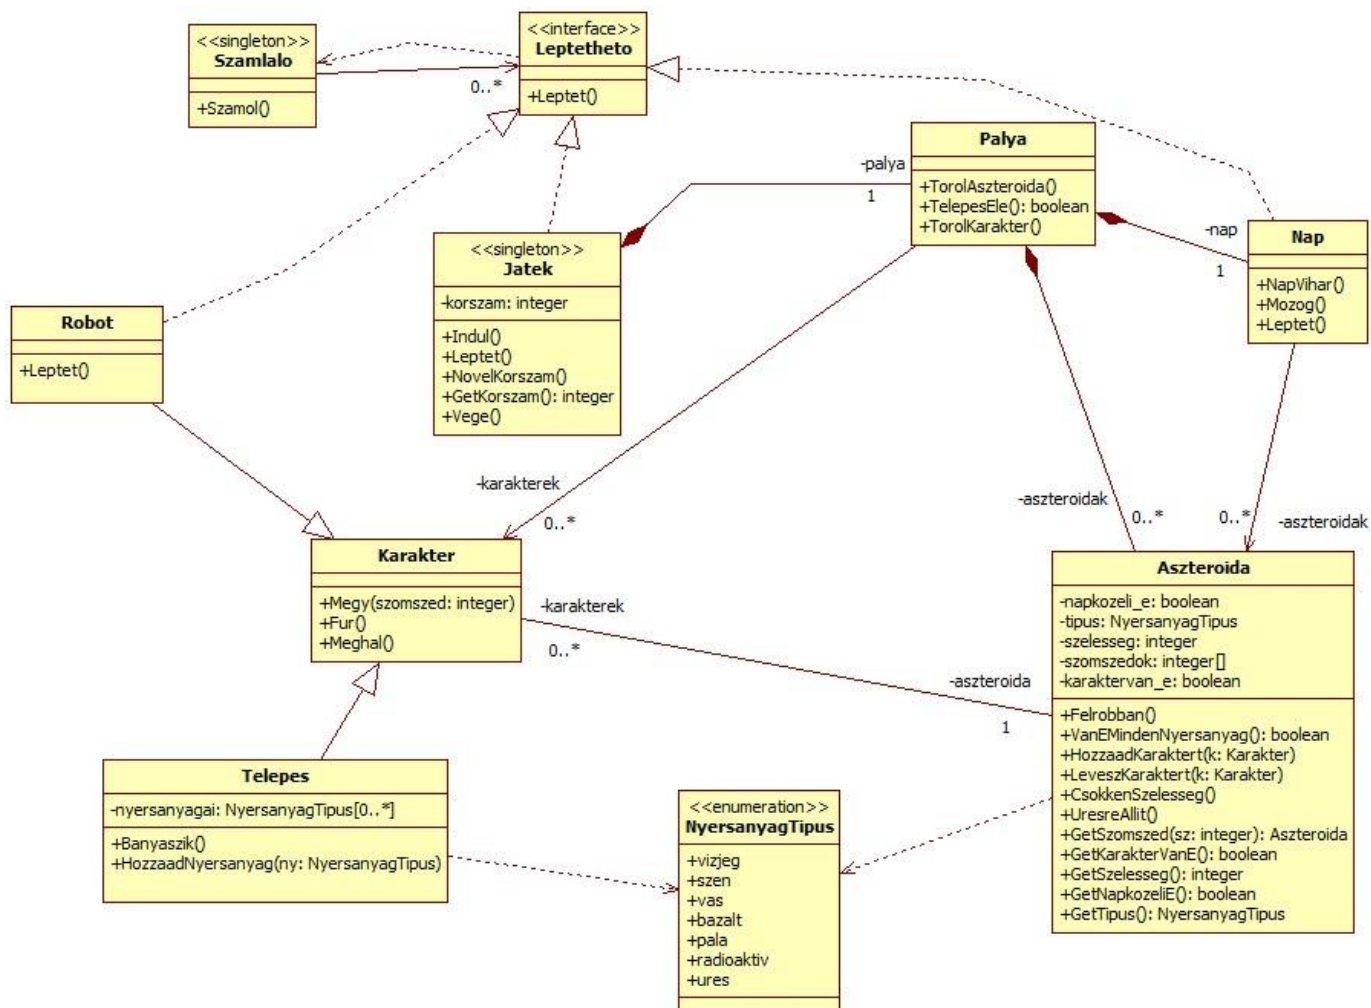 <<singleton>>
Szamlalo
+Szamol()
0..*
<<interface>>
Leptetheto
+Leptet()
Palya
+TorolAszteroida()
+TelepesEle(): boolean
+TorolKarakter()
-palya
1
-nap
1
Nap
+NapVihar()
+Mozog()
+Leptet()
<<singleton>>
Jatek
-korszam: integer
+Indul()
+Leptet()
+NovelKorszam()
+GetKorszam(): integer
+Vege()
Robot
+Leptet()
-karakterek
0..*
-aszteroidak
0..*
0..*
-aszteroidak
Karakter
+Megy(szomszed: integer)
+Fur()
+Meghal()
-karakterek
0..*
-aszteroida
1
Aszteroida
-napkozeli_e: boolean
-tipus: NyersanyagTipus
-szelesseg: integer
-szomszedok: integer[]
-karaktervan_e: boolean
+Felrobban()
+VanEMindenNyersanyag(): boolean
+HozzaadKaraktert(k: Karakter)
+LeveszKaraktert(k: Karakter)
+CsokkenSzelesseg()
+UresreAllit()
+GetSzomszed(sz: integer): Aszteroida
+GetKarakterVanE(): boolean
+GetSzelesseg(): integer
+GetNapkozeliE(): boolean
+GetTipus(): NyersanyagTipus
Telepes
-nyersanyagai: NyersanyagTipus[0..*]
+Banyaszik()
+HozzaadNyersanyag(ny: NyersanyagTipus)
<<enumeration>>
NyersanyagTipus
+vizjeg
+szen
+vas
+bazalt
+pala
+radioaktiv
+ures